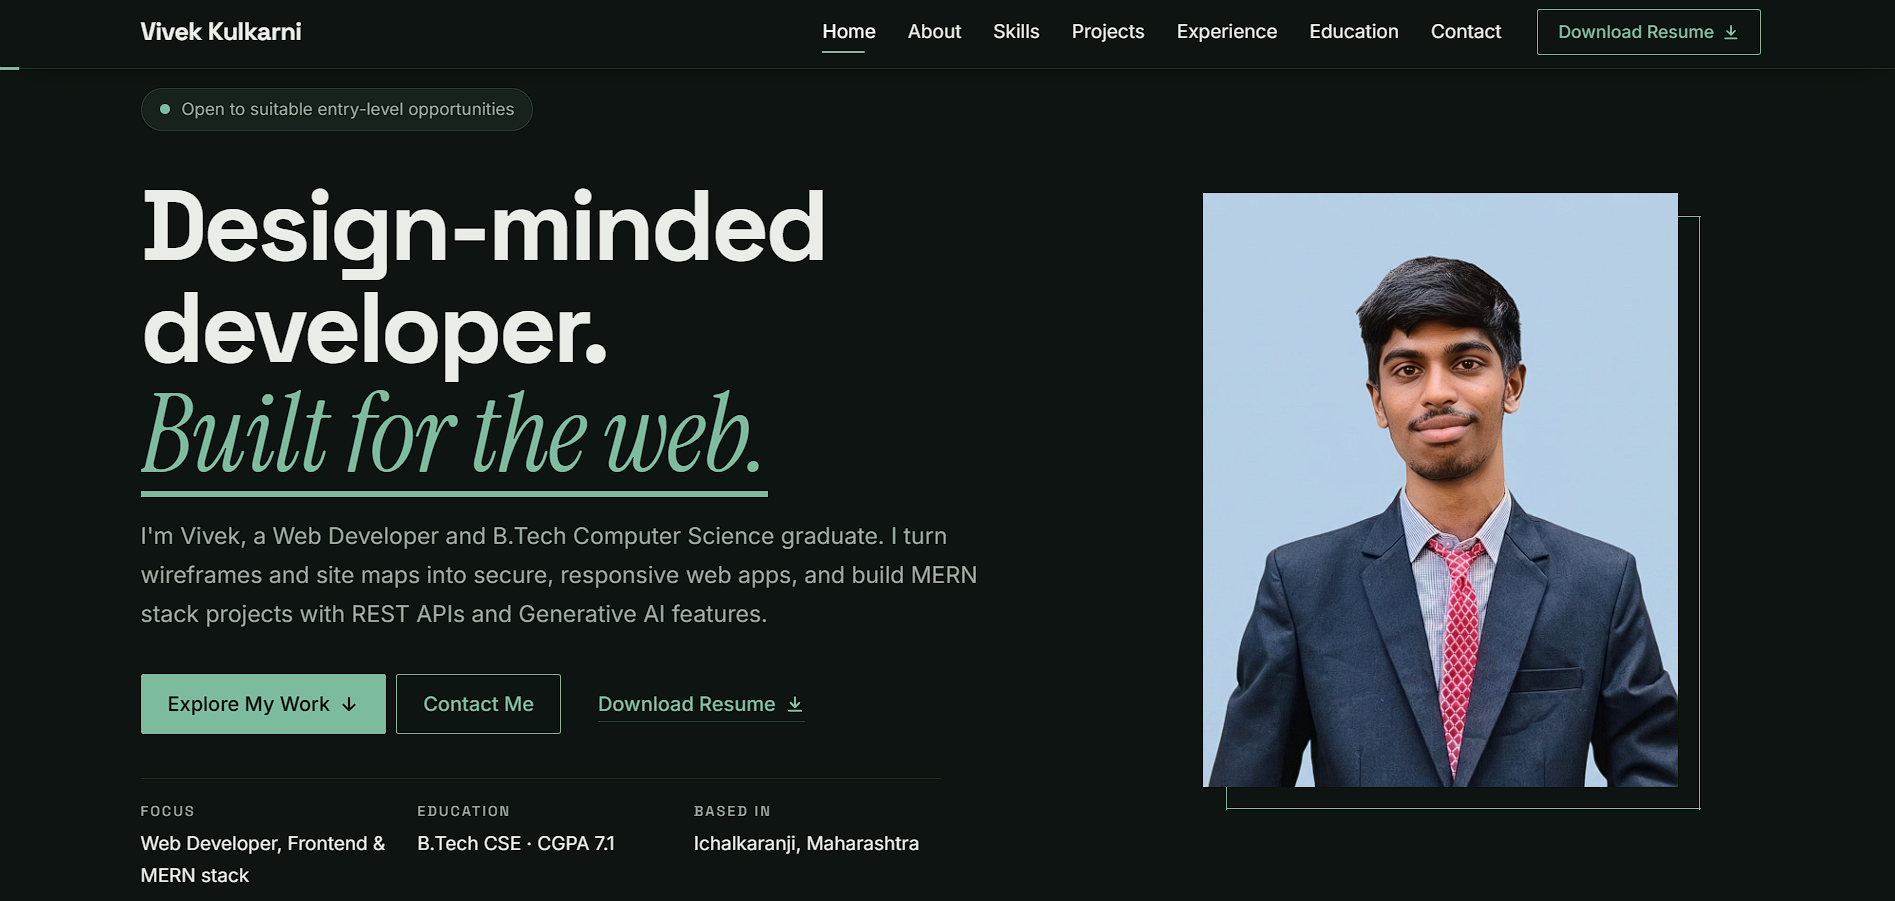 Vivek Kulkarni
Home
About
Skills
Projects
Experience
Education
Contact
Download Resume
Open to suitable entry-level opportunities
Design-minded
developer.
Built for the web.
I'm Vivek, a Web Developer and B.Tech Computer Science graduate. I turn
wireframes and site maps into secure, responsive web apps, and build MERN
stack projects with REST APIs and Generative AI features.
Explore My Work
Contact Me
Download Resume
FOCUS
Web Developer, Frontend &
MERN stack
EDUCATION
B.Tech CSE · CGPA 7.1
BASED IN
Ichalkaranji, Maharashtra